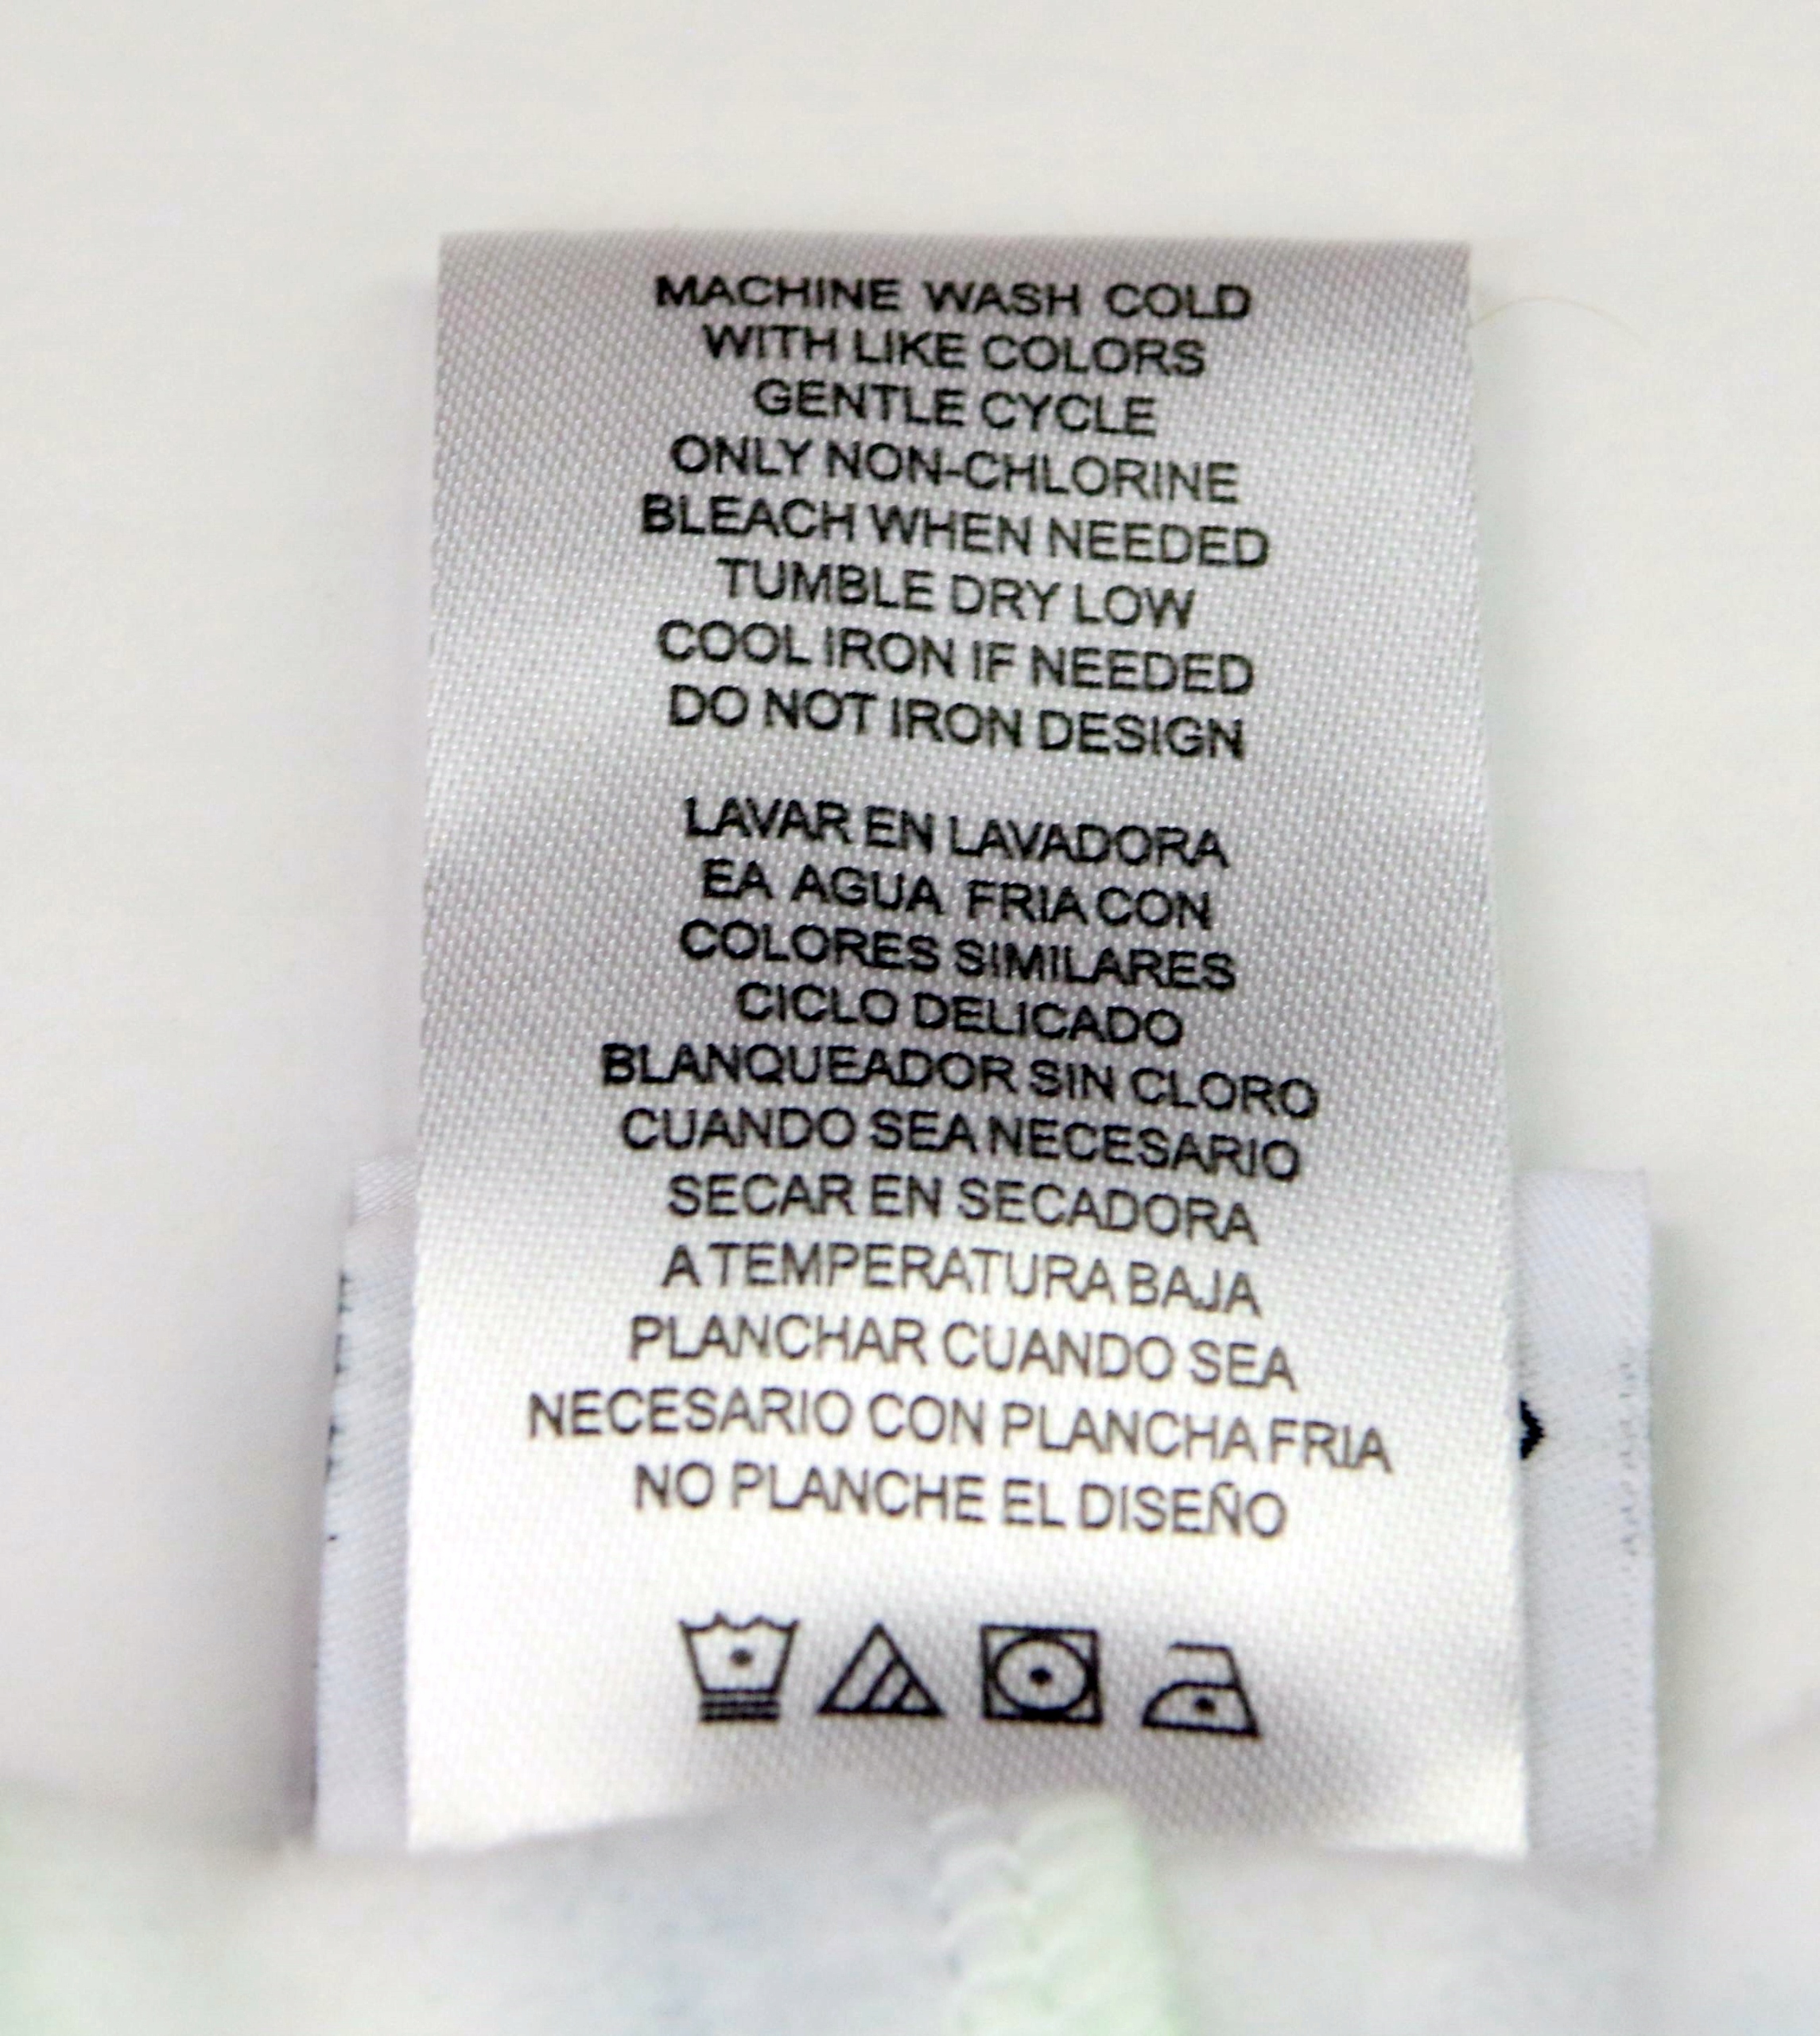 MACHINE WASH COLD
WITH LIKE COLORS
GENTLE CYCLE
ONLY NON-CHLORINE
BLEACH WHEN NEEDED
TUMBLE DRY LOW
COOL IRON IF NEEDED
DO NOT IRON DESIGN
LAVAR EN LAVADORA
EA AGUA FRIA CON
COLORES SIMILARES
CICLO DELICADO
BLANQUEADOR SIN CLORO
CUANDO SEA NECESARIO
SECAR EN SECADORA
A TEMPERATURA BAJA
PLANCHAR CUANDO SEA
NECESARIO CON PLANCHA FRIA
NO PLANCHE EL DISEÑO